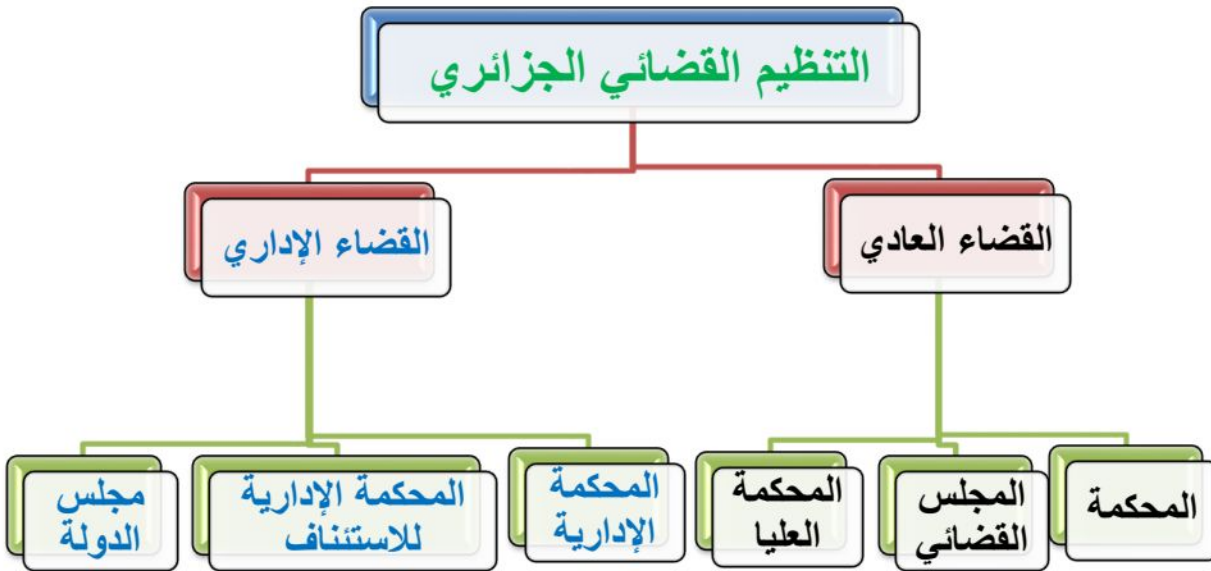 التنظيم القضائي الجزائري
القضاء العادي
القضاء الإداري
المحكمة
المجلس
القضائي
المحكمة
العليا
المحكمة
الإدارية
المحكمة الإدارية
للاستئناف
مجلس
الدولة